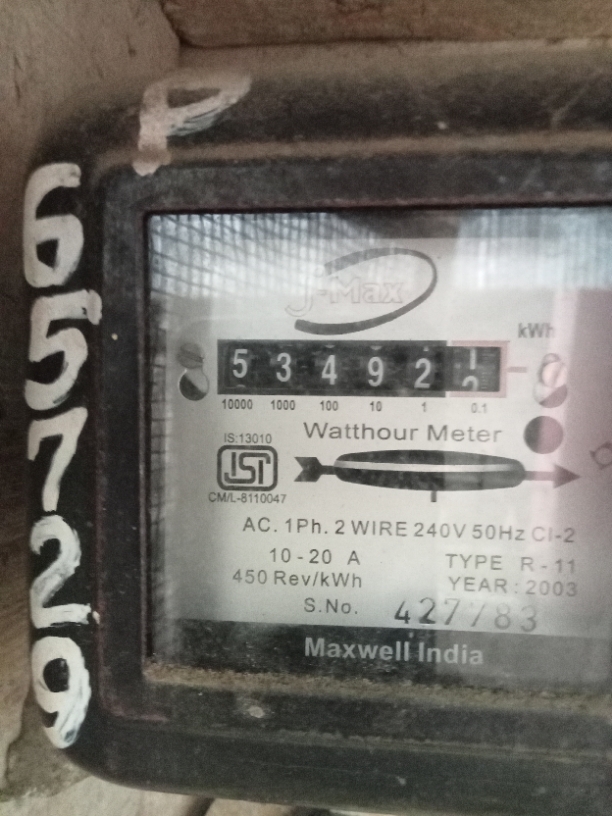 P
65729
J-Max
kWh
5 3 4 9 2 1
10000 1000 100 10 1 0.1
IS:13010
Watthour Meter
ISI
CM/L-8110047
AC. 1Ph. 2 WIRE 240V 50Hz Cl-2
10-20 A TYPE R-11
450 Rev/kWh YEAR: 2003
S.No. 427783
Maxwell India